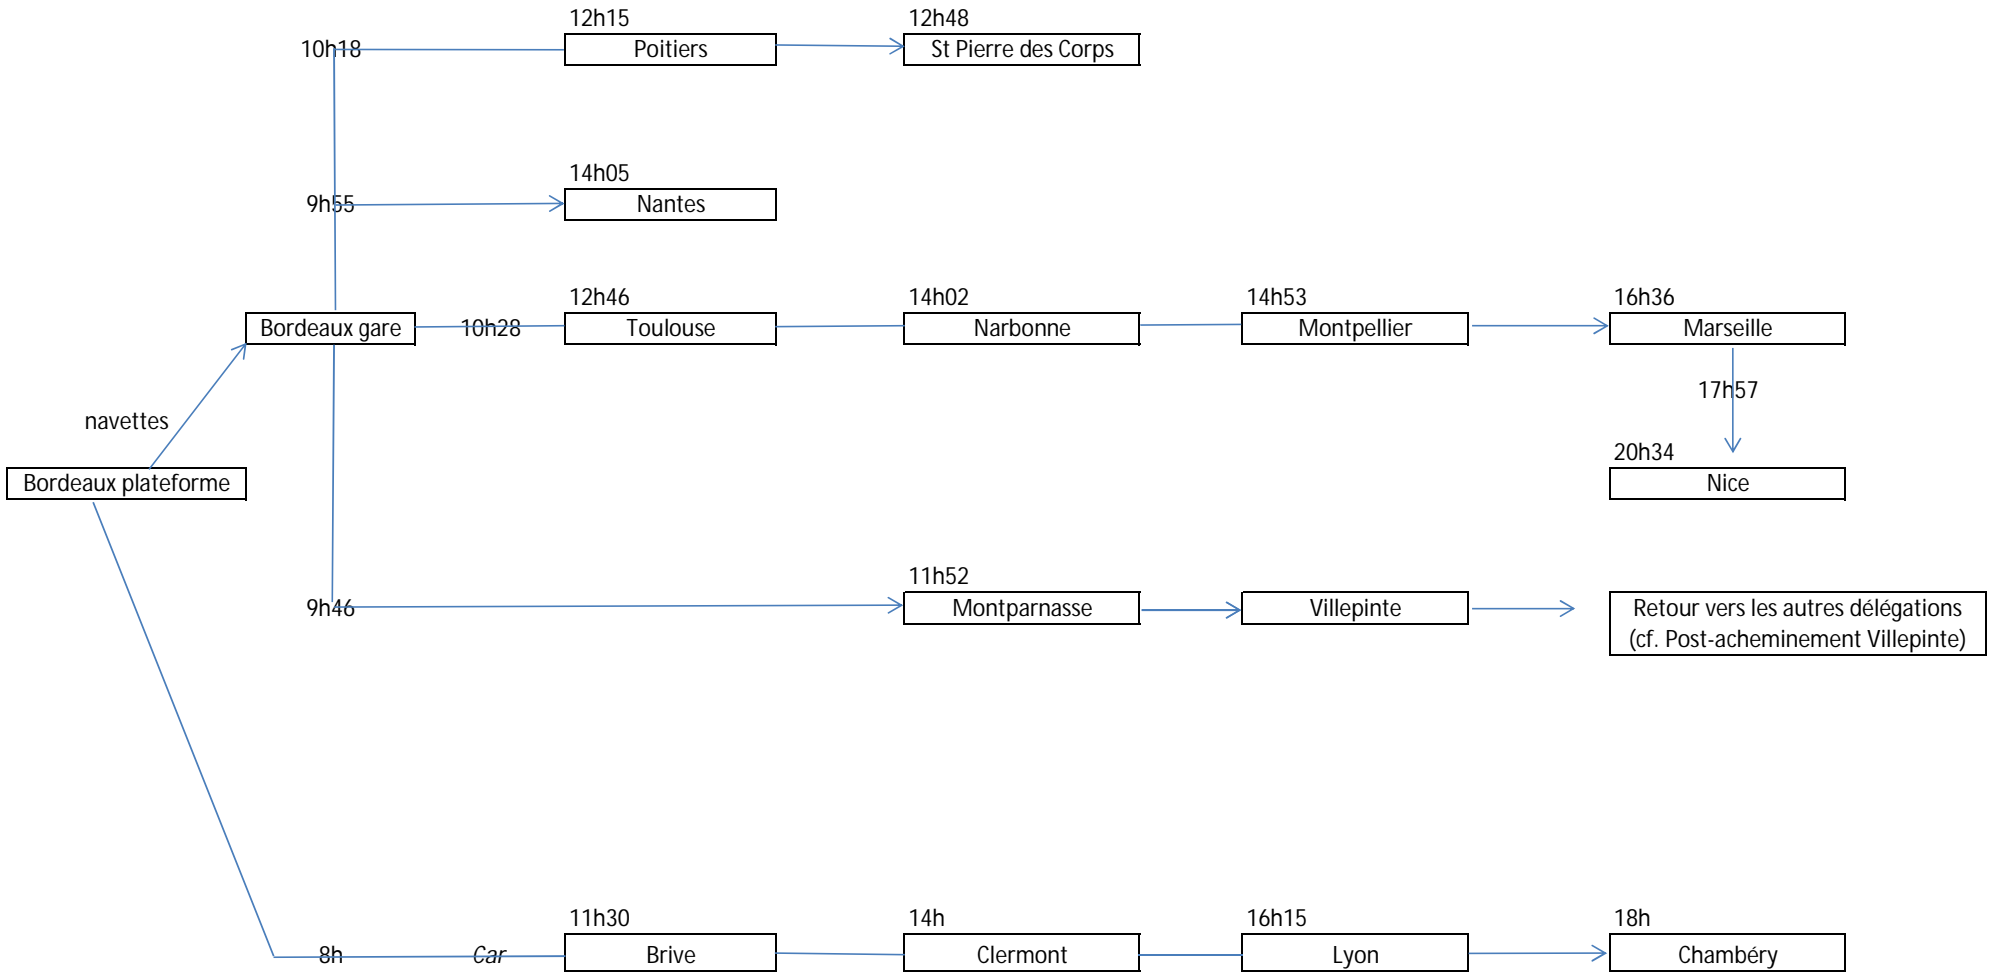 12h15
12h48
10h18
Poitiers
St Pierre des Corps
14h05
9h55
Nantes
12h46
14h02
14h53
16h36
Bordeaux gare
10h28
Toulouse
Narbonne
Montpellier
Marseille
17h57
navettes
20h34
Bordeaux plateforme
Nice
11h52
9h46
Montparnasse
Villepinte
Retour vers les autres délégations
(cf. Post-acheminement Villepinte)
11h30
14h
16h15
18h
8h
Car
Brive
Clermont
Lyon
Chambéry